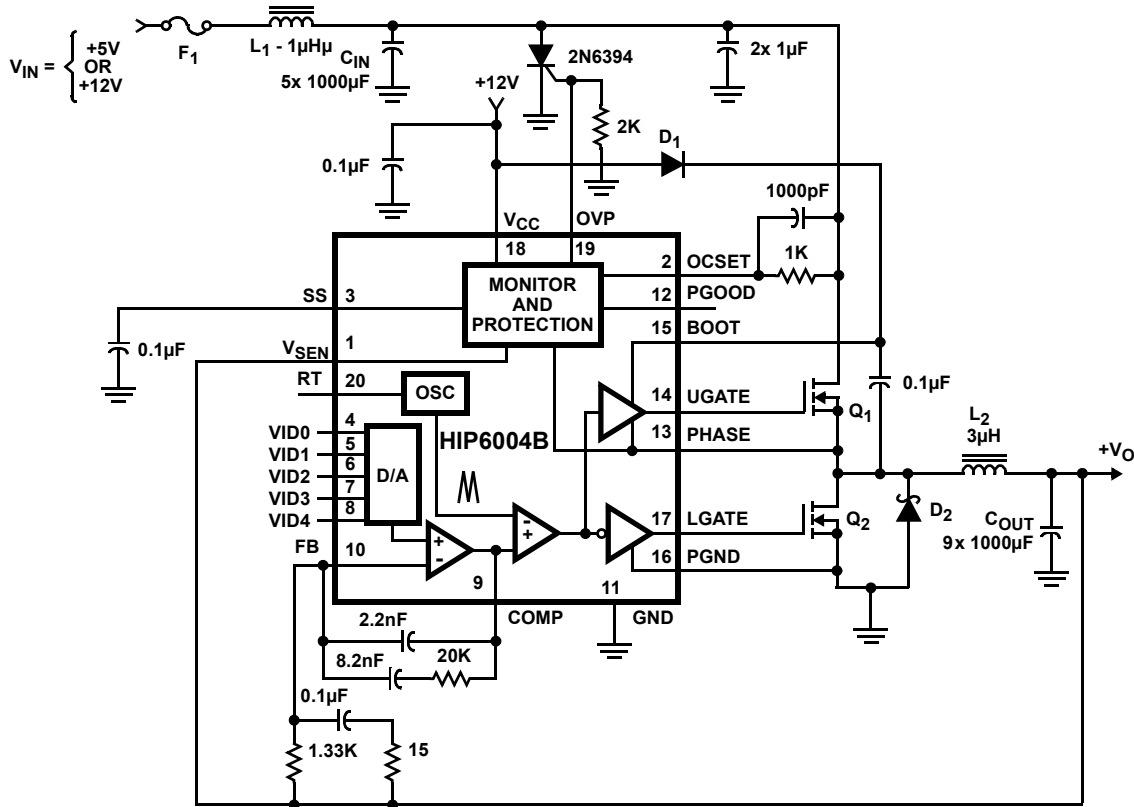 V_IN = { +5V
OR
+12V
F1
L1 - 1µHµ
C_IN
5x 1000µF
2N6394
2x 1µF
+12V
2K
0.1µF
D1
1000pF
V_CC
OVP
18
19
2
OCSET
1K
MONITOR
AND
PROTECTION
SS
3
12
PGOOD
15
BOOT
0.1µF
V_SEN
1
RT
20
OSC
0.1µF
14
UGATE
Q1
L2
3µH
VID0
4
HIP6004B
13
PHASE
+VO
VID1
5
VID2
6
D/A
VID3
7
VID4
8
+
-
-
+
17
LGATE
Q2
D2
C_OUT
9x 1000µF
FB
10
16
PGND
9
11
COMP
GND
2.2nF
8.2nF
20K
0.1µF
1.33K
15